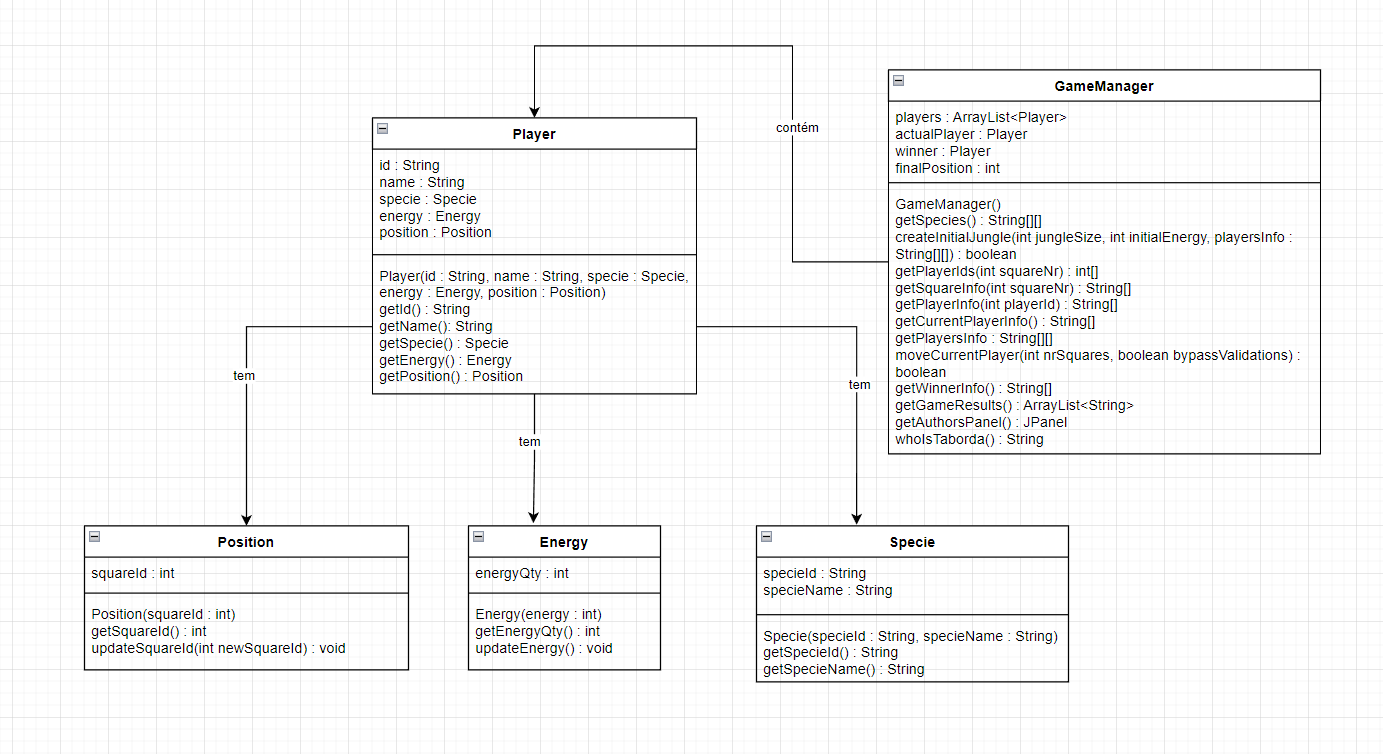 GameManager
players : ArrayList<Player>
actualPlayer : Player
winner : Player
finalPosition : int
GameManager()
getSpecies() : String[][]
createInitialJungle(int jungleSize, int initialEnergy, playersInfo :
String[][]) : boolean
getPlayerIds(int squareNr) : int[]
getSquareInfo(int squareNr) : String[]
getPlayerInfo(int playerId) : String[]
getCurrentPlayerInfo() : String[]
getPlayersInfo : String[][]
moveCurrentPlayer(int nrSquares, boolean bypassValidations) :
boolean
getWinnerInfo() : String[]
getGameResults() : ArrayList<String>
getAuthorsPanel() : JPanel
whoIsTaborda() : String
contém
Player
id : String
name : String
specie : Specie
energy : Energy
position : Position
Player(id : String, name : String, specie : Specie,
energy : Energy, position : Position)
getId() : String
getName(): String
getSpecie() : Specie
getEnergy() : Energy
getPosition() : Position
tem
tem
tem
Position
squareId : int
Position(squareId : int)
getSquareId() : int
updateSquareId(int newSquareId) : void
Energy
energyQty : int
Energy(energy : int)
getEnergyQty() : int
updateEnergy() : void
Specie
specieId : String
specieName : String
Specie(specieId : String, specieName : String)
getSpecieId() : String
getSpecieName() : String